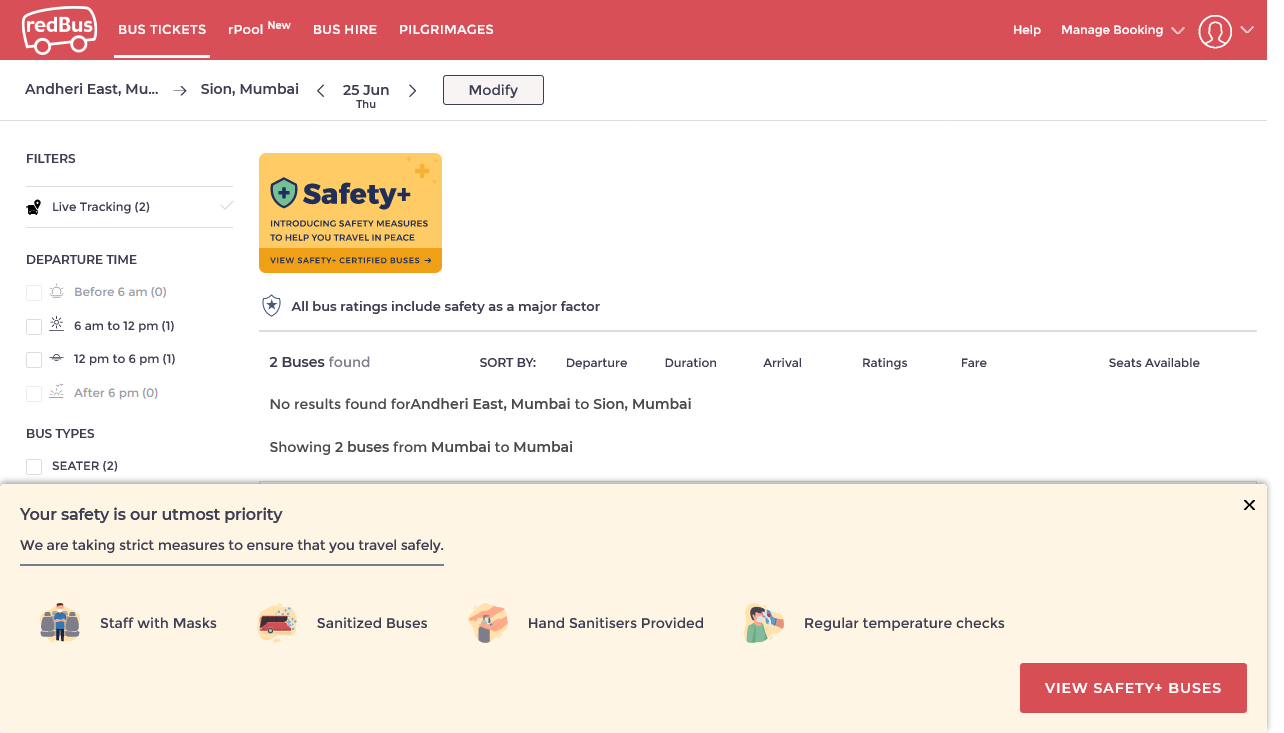 redBus
BUS TICKETS
rPool New
BUS HIRE
PILGRIMAGES
Help
Manage Booking
Andheri East, Mu...
Sion, Mumbai
25 Jun
Thu
Modify
FILTERS
Live Tracking (2)
DEPARTURE TIME
Before 6 am (0)
6 am to 12 pm (1)
12 pm to 6 pm (1)
After 6 pm (0)
BUS TYPES
SEATER (2)
Safety+
INTRODUCING SAFETY MEASURES
TO HELP YOU TRAVEL IN PEACE
VIEW SAFETY+ CERTIFIED BUSES →
All bus ratings include safety as a major factor
2 Buses found
SORT BY:
Departure
Duration
Arrival
Ratings
Fare
Seats Available
No results found forAndheri East, Mumbai to Sion, Mumbai
Showing 2 buses from Mumbai to Mumbai
Your safety is our utmost priority
We are taking strict measures to ensure that you travel safely.
Staff with Masks
Sanitized Buses
Hand Sanitisers Provided
Regular temperature checks
VIEW SAFETY+ BUSES